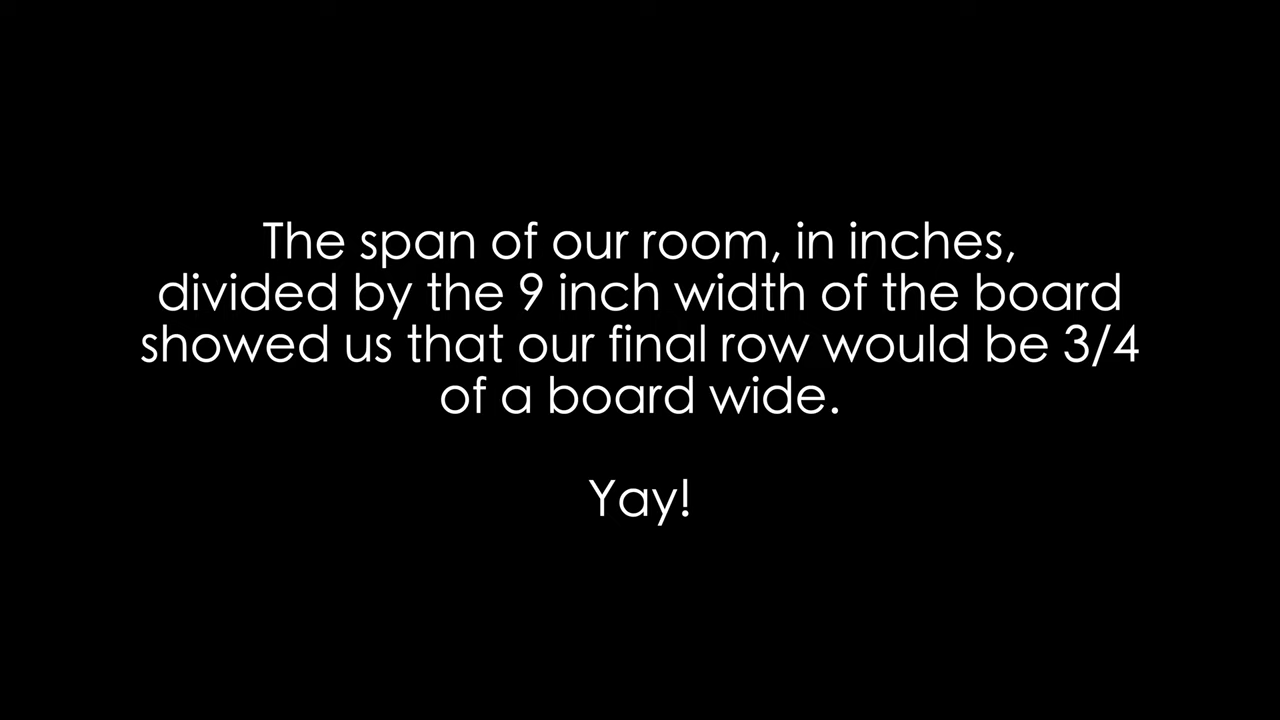 The span of our room, in inches,
divided by the 9 inch width of the board
showed us that our final row would be 3/4
of a board wide.
Yay!